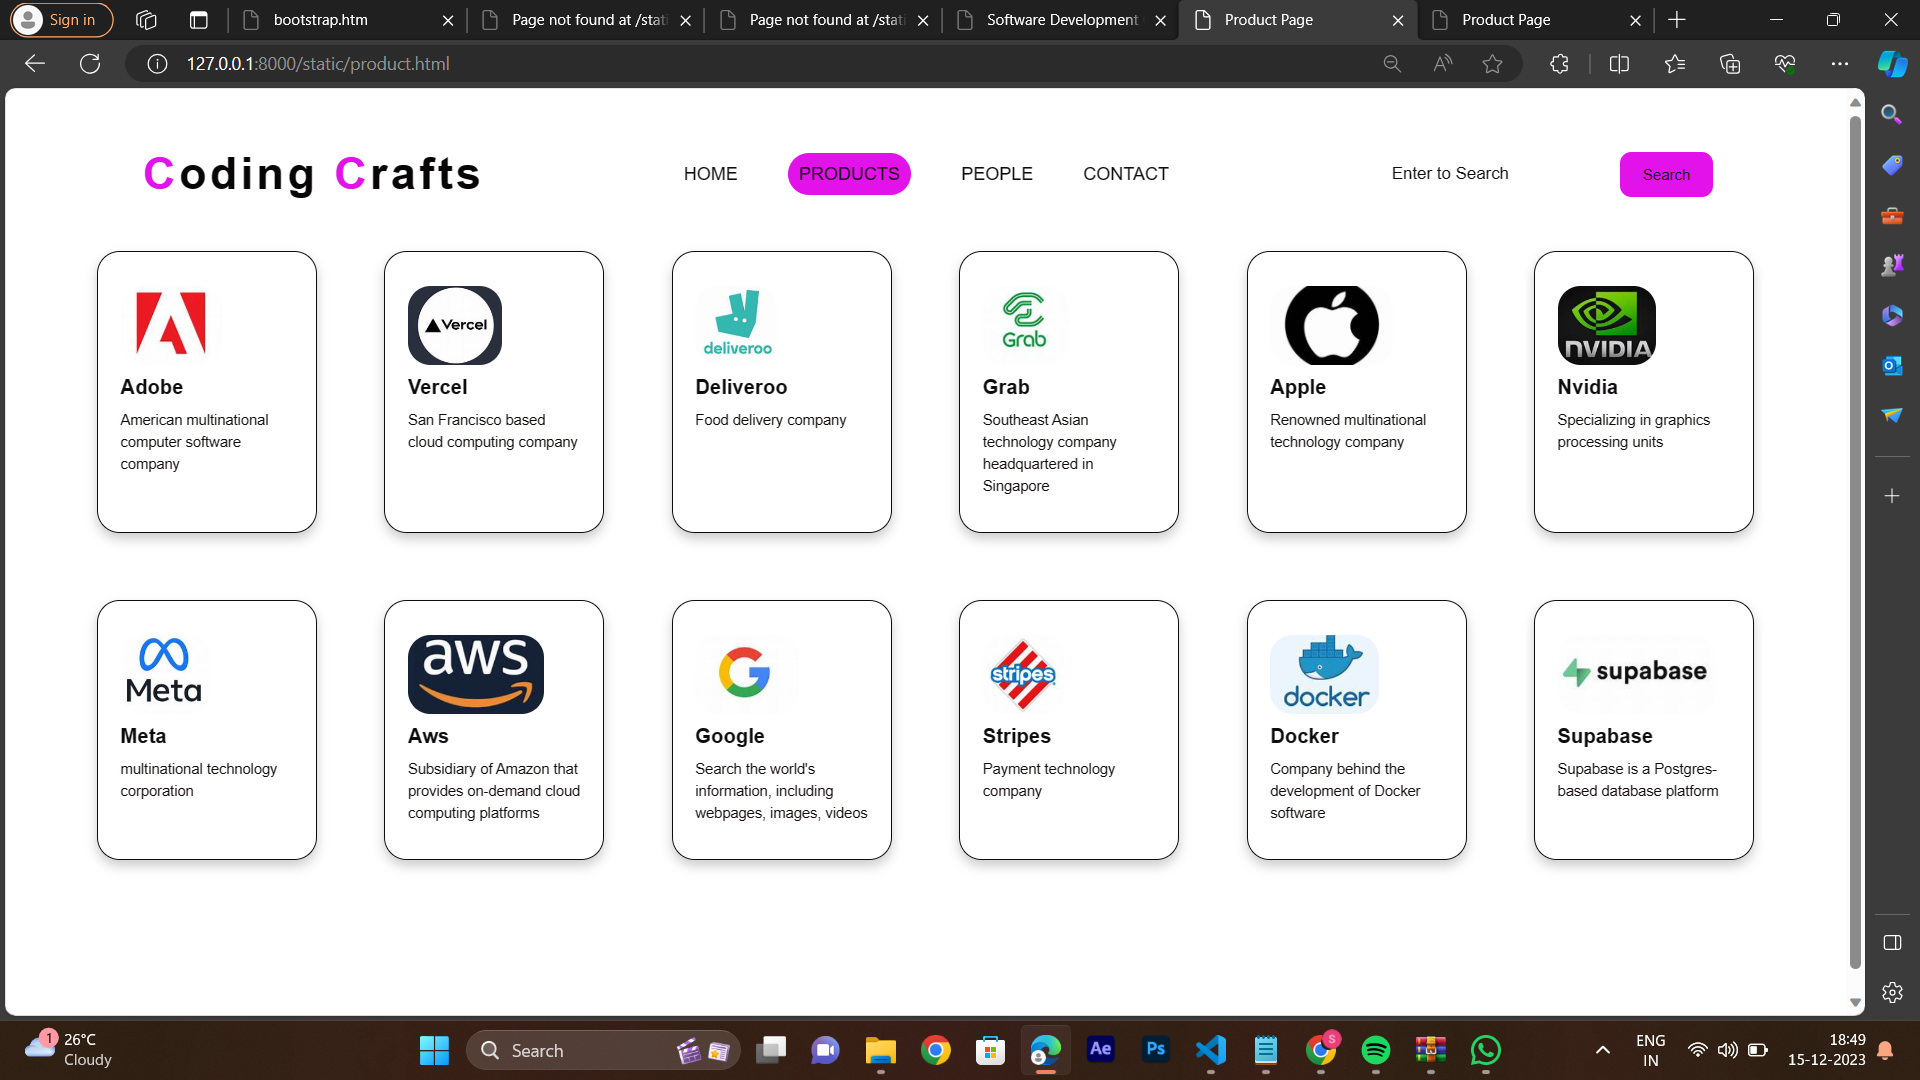 Sign in
bootstrap.htm
Page not found at /stati
Page not found at /stati
Software Development
Product Page
Product Page
127.0.0.1:8000/static/product.html
Coding Crafts
HOME
PRODUCTS
PEOPLE
CONTACT
Enter to Search
Search
Adobe
American multinational
computer software
company
Vercel
Vercel
San Francisco based
cloud computing company
deliveroo
Deliveroo
Food delivery company
Grab
Grab
Southeast Asian
technology company
headquartered in
Singapore
Apple
Renowned multinational
technology company
NVIDIA
Nvidia
Specializing in graphics
processing units
Meta
Meta
multinational technology
corporation
aws
Aws
Subsidiary of Amazon that
provides on-demand cloud
computing platforms
Google
Search the world's
information, including
webpages, images, videos
stripes
Stripes
Payment technology
company
docker
Docker
Company behind the
development of Docker
software
supabase
Supabase
Supabase is a Postgres-
based database platform
1
26°C
Cloudy
Search
Ae
Ps
S
ENG
IN
18:49
15-12-2023